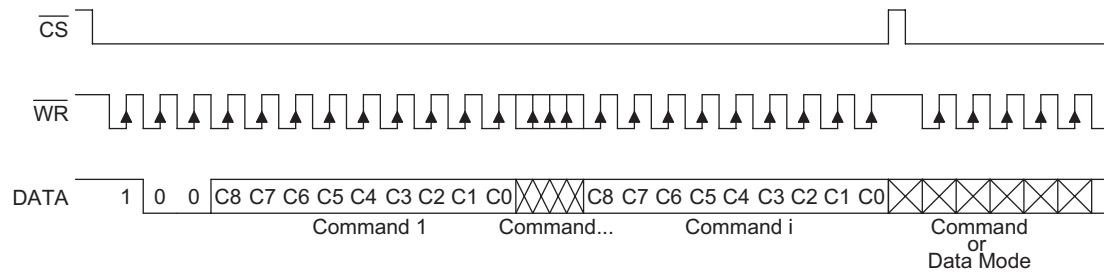 CS
WR
DATA 1 0 0 C8 C7 C6 C5 C4 C3 C2 C1 C0 C8 C7 C6 C5 C4 C3 C2 C1 C0
Command 1 Command... Command i Command
or
Data Mode